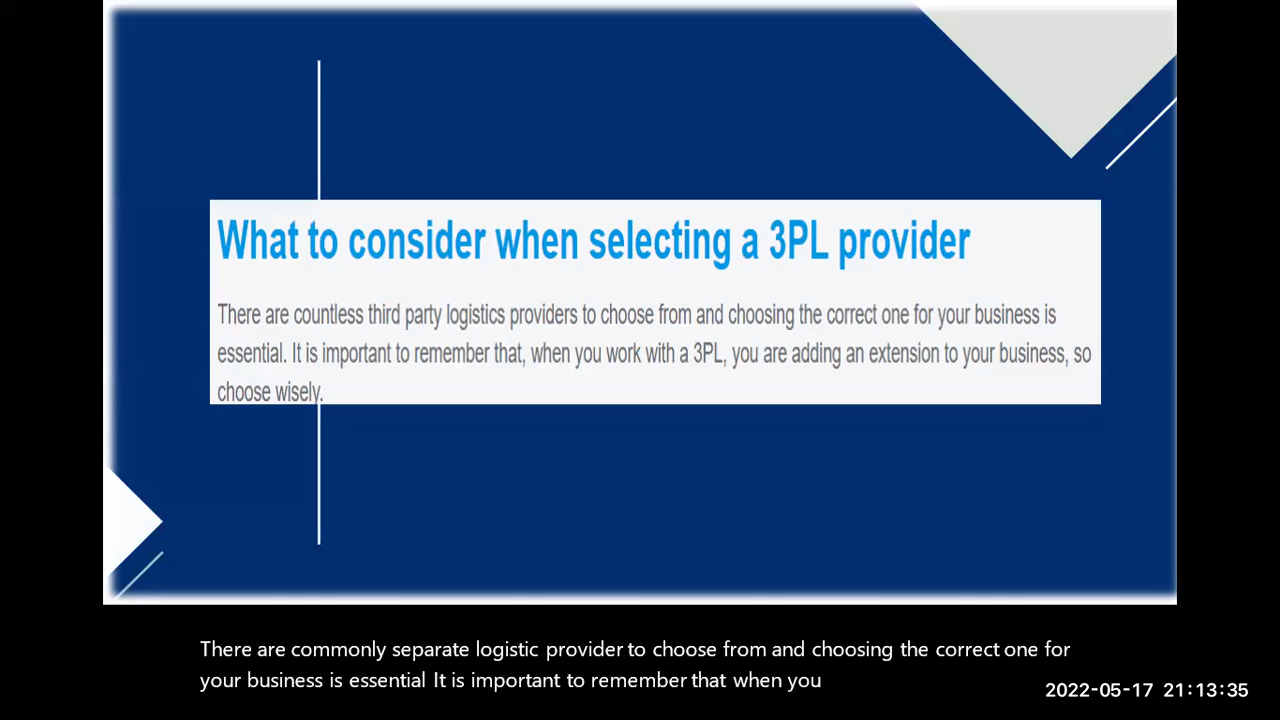 What to consider when selecting a 3PL provider
There are countless third party logistics providers to choose from and choosing the correct one for your business is
essential. It is important to remember that, when you work with a 3PL, you are adding an extension to your business, so
choose wisely.
There are commonly separate logistic provider to choose from and choosing the correct one for
your business is essential It is important to remember that when you
2022-05-17 21:13:35